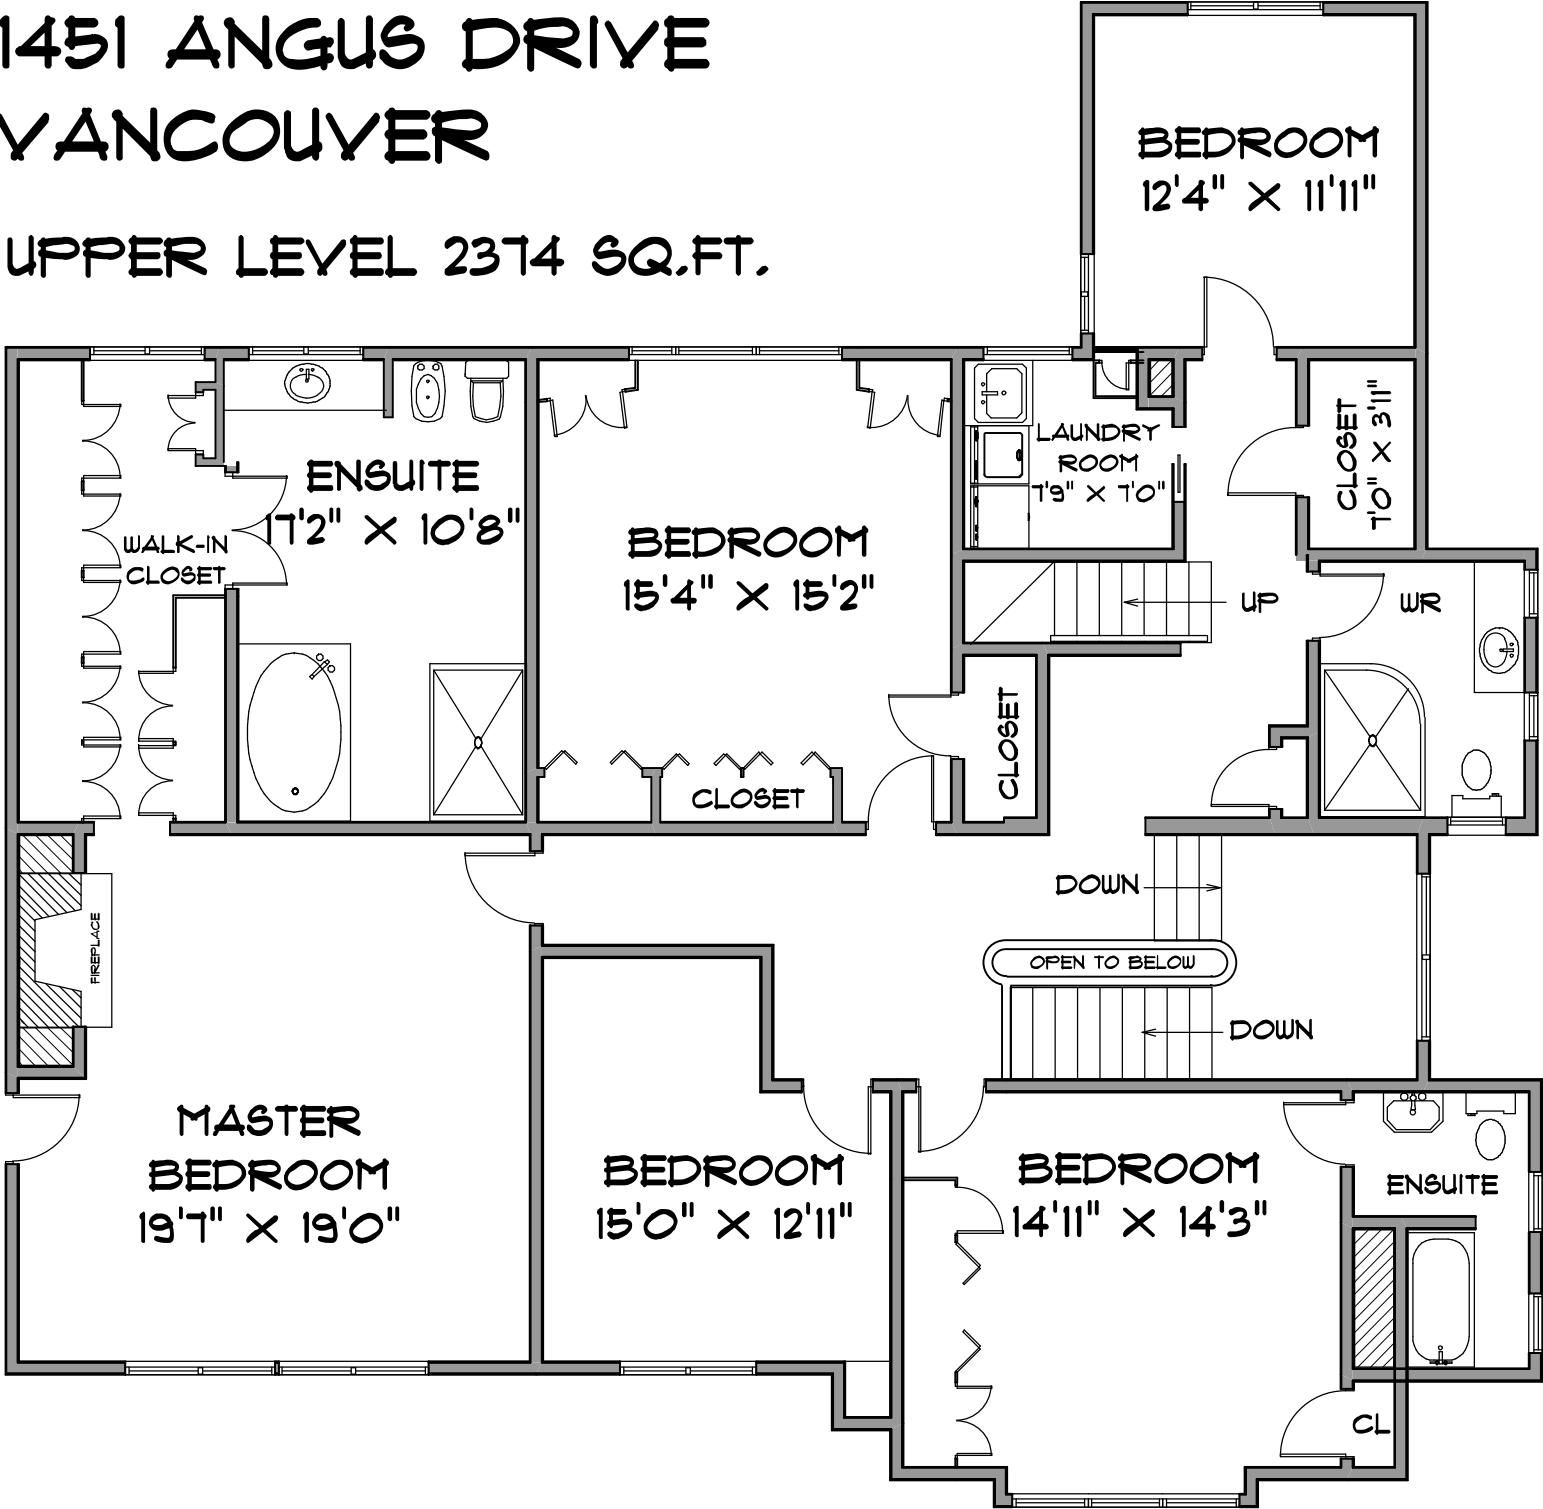 1451 ANGUS DRIVE
VANCOUVER
UPPER LEVEL 2374 SQ.FT.
BEDROOM
12'4" X 11'11"
LAUNDRY
ROOM
7'9" X 7'0"
CLOSET
7'0" X 3'11"
ENSUITE
17'2" X 10'8"
WALK-IN
CLOSET
BEDROOM
15'4" X 15'2"
UP
WR
CLOSET
CLOSET
DOWN
FIREPLACE
OPEN TO BELOW
DOWN
MASTER
BEDROOM
19'7" X 19'0"
BEDROOM
15'0" X 12'11"
BEDROOM
14'11" X 14'3"
ENSUITE
CL